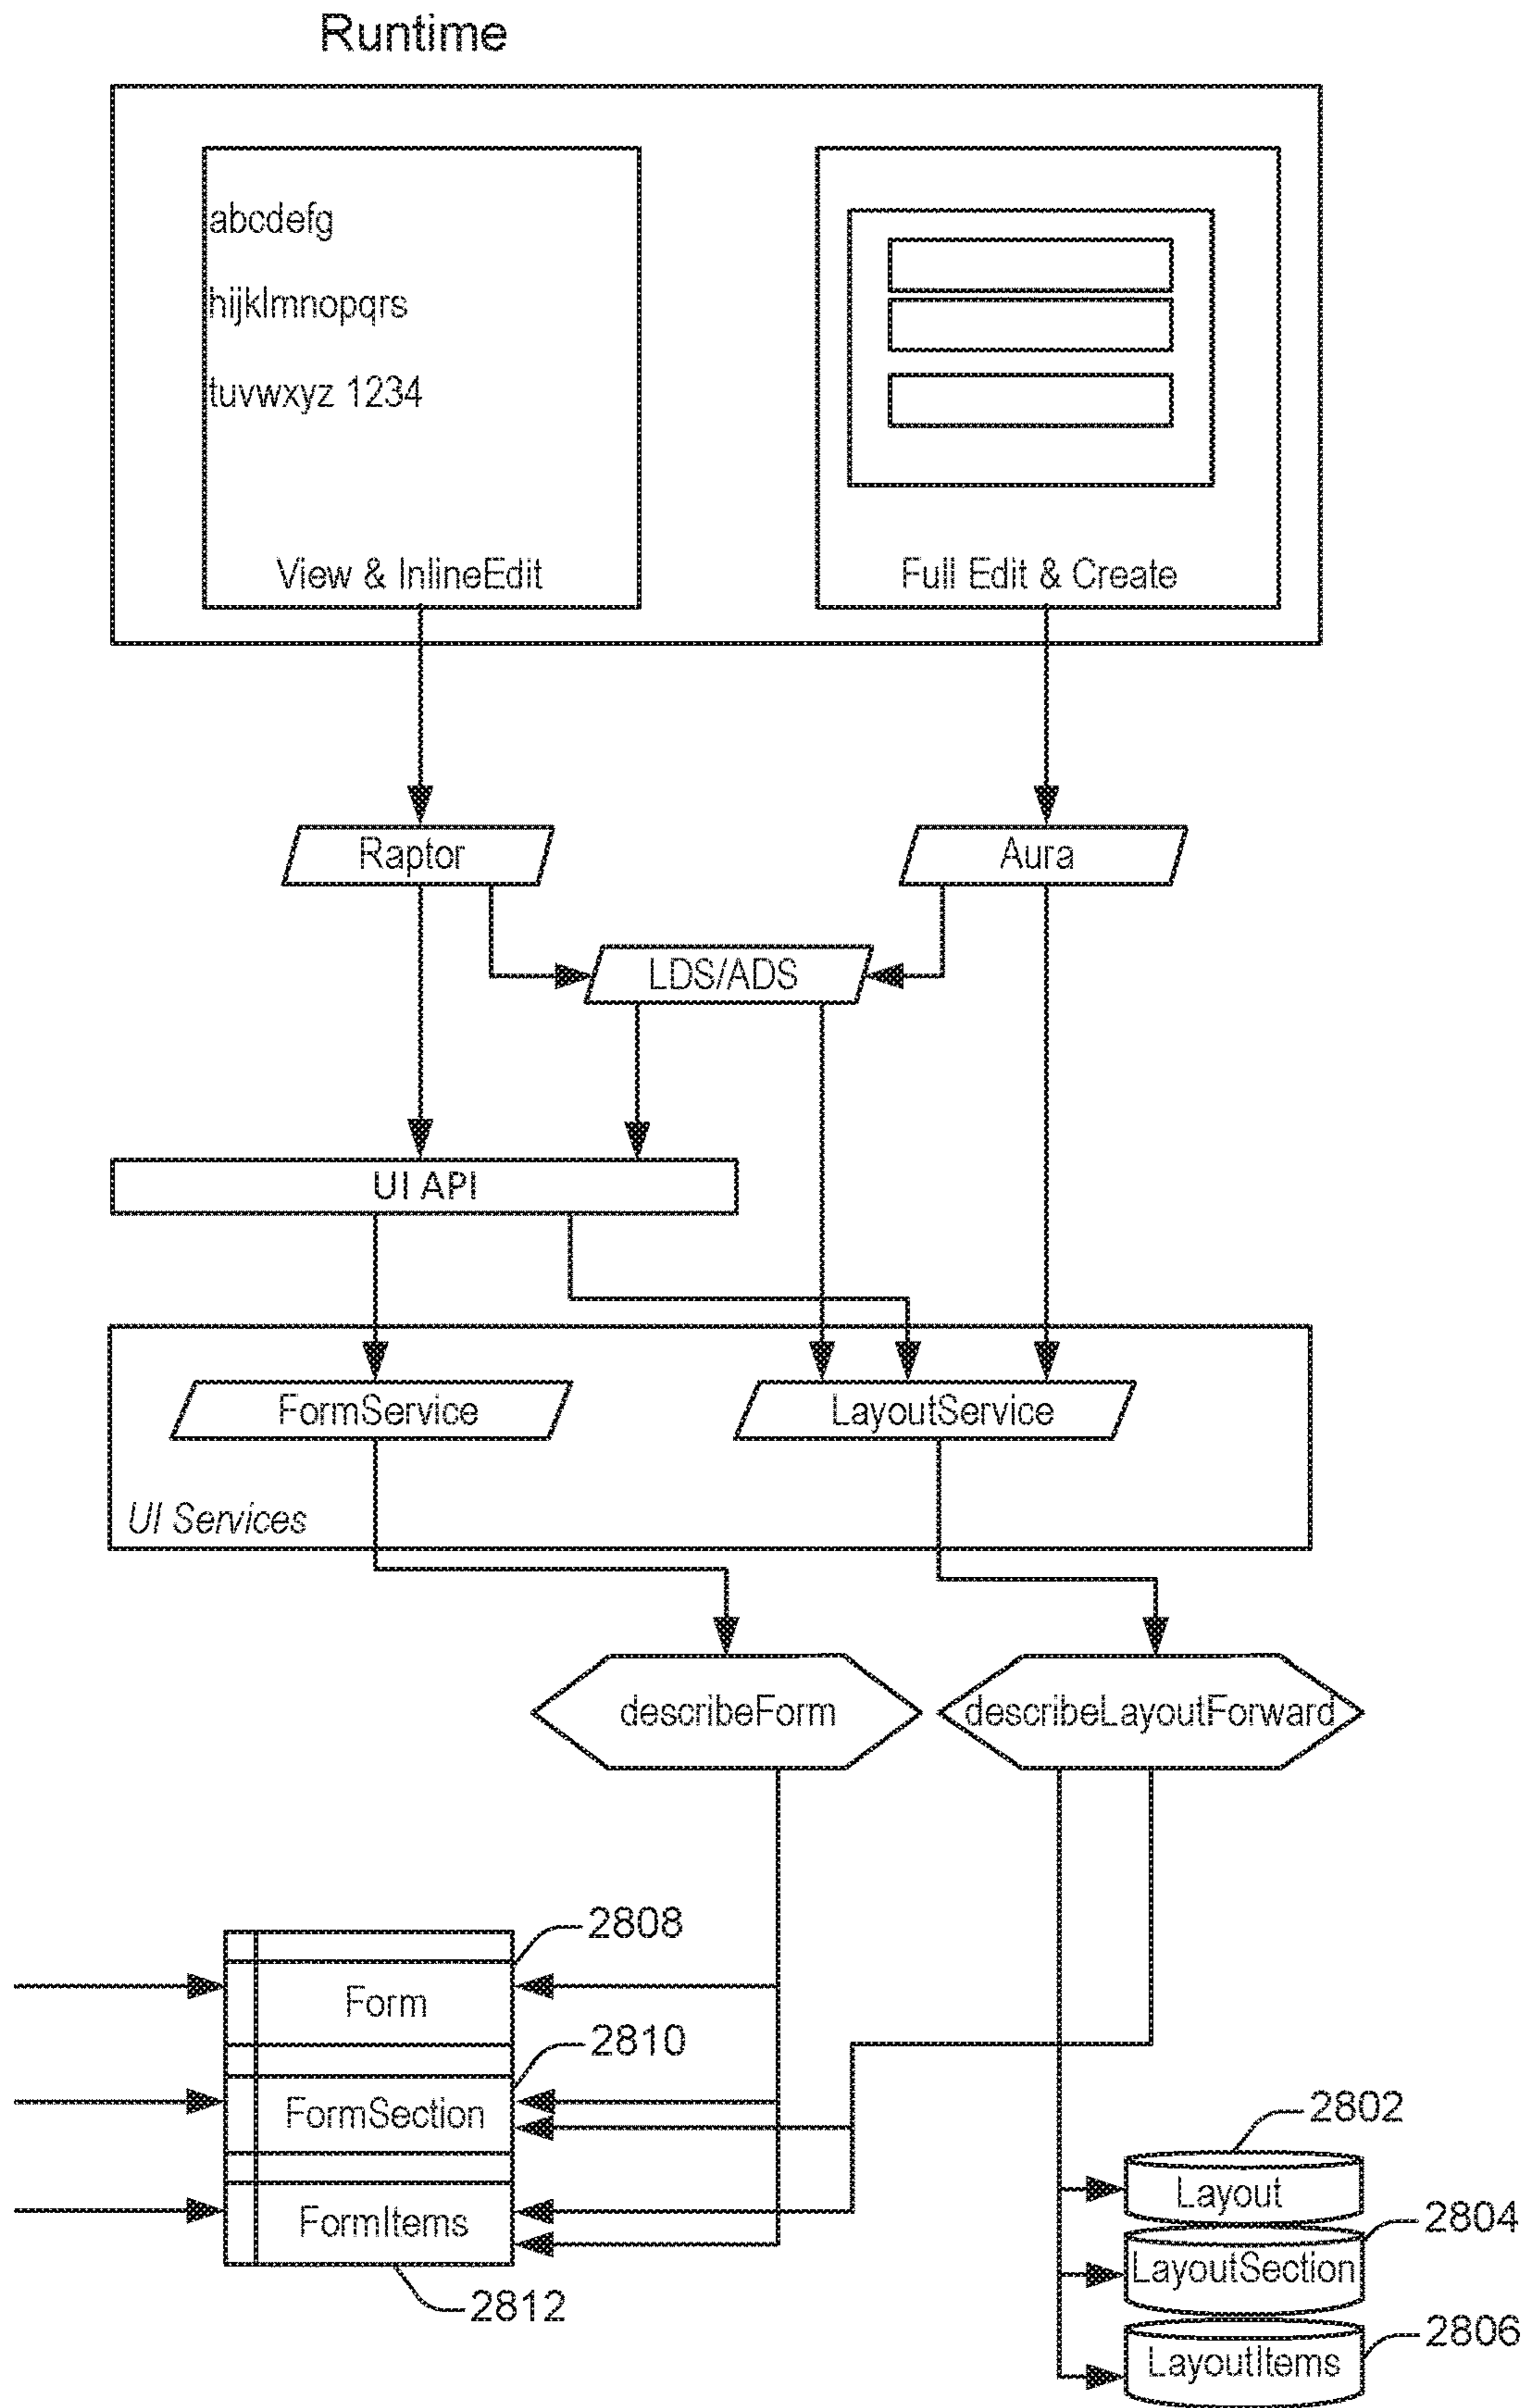 Runtime
abcdefg
hijklmnopqrs
tuvwxyz 1234
View & InlineEdit
Full Edit & Create
Raptor
Aura
LDS/ADS
UI API
FormService
LayoutService
UI Services
describeForm
describeLayoutForward
2808
Form
2810
FormSection
2802
Layout
2804
FormItems
LayoutSection
2812
2806
LayoutItems